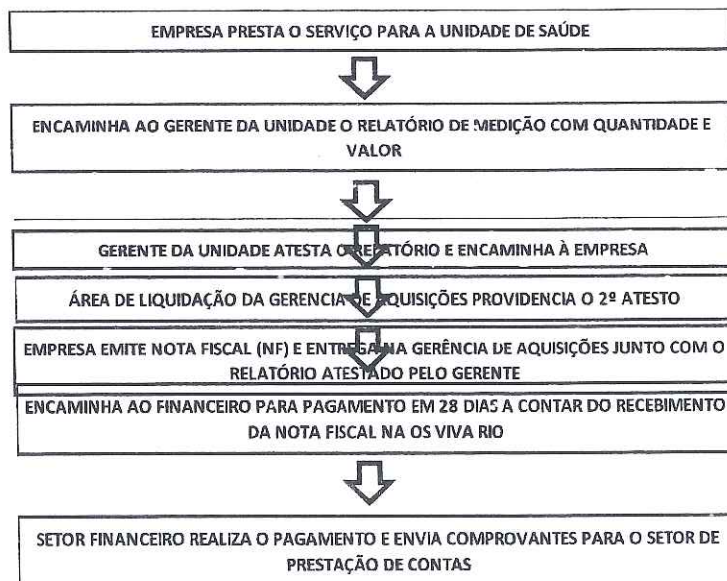 EMPRESA PRESTA O SERVIÇO PARA A UNIDADE DE SAÚDE
ENCAMINHA AO GERENTE DA UNIDADE O RELATÓRIO DE MEDIÇÃO COM QUANTIDADE E
VALOR
GERENTE DA UNIDADE ATESTA O RELATÓRIO E ENCAMINHA À EMPRESA
ÁREA DE LIQUIDAÇÃO DA GERENCIA DE AQUISIÇÕES PROVIDENCIA O 2º ATESTO
EMPRESA EMITE NOTA FISCAL (NF) E ENTREGA NA GERÊNCIA DE AQUISIÇÕES JUNTO COM O
RELATÓRIO ATESTADO PELO GERENTE
ENCAMINHA AO FINANCEIRO PARA PAGAMENTO EM 28 DIAS A CONTAR DO RECEBIMENTO
DA NOTA FISCAL NA OS VIVA RIO
SETOR FINANCEIRO REALIZA O PAGAMENTO E ENVIA COMPROVANTES PARA O SETOR DE
PRESTAÇÃO DE CONTAS